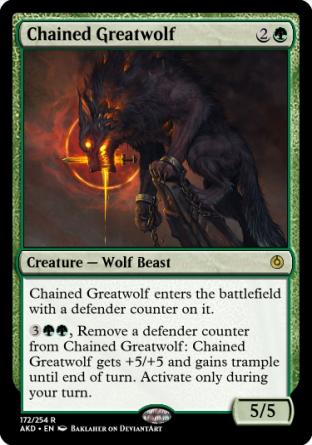 Chained Greatwolf 2
Creature — Wolf Beast
Chained Greatwolf enters the battlefield
with a defender counter on it.
3, Remove a defender counter
from Chained Greatwolf: Chained
Greatwolf gets +5/+5 and gains trample
until end of turn. Activate only during
your turn.
5/5
172/254 R
AKD • EN BAKLAHER ON DEVIANTART